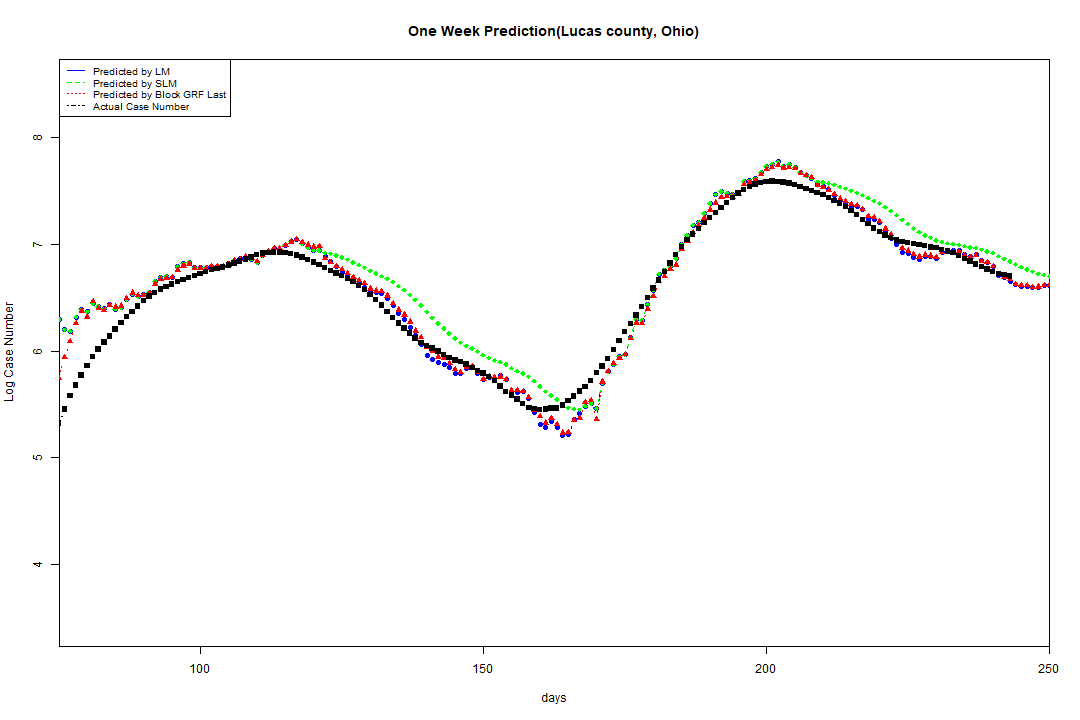 One Week Prediction(Lucas county, Ohio)
Predicted by LM
Predicted by SLM
Predicted by Block GRF Last
Actual Case Number
8
7
6
5
4
Log Case Number
100 150 200 250
days